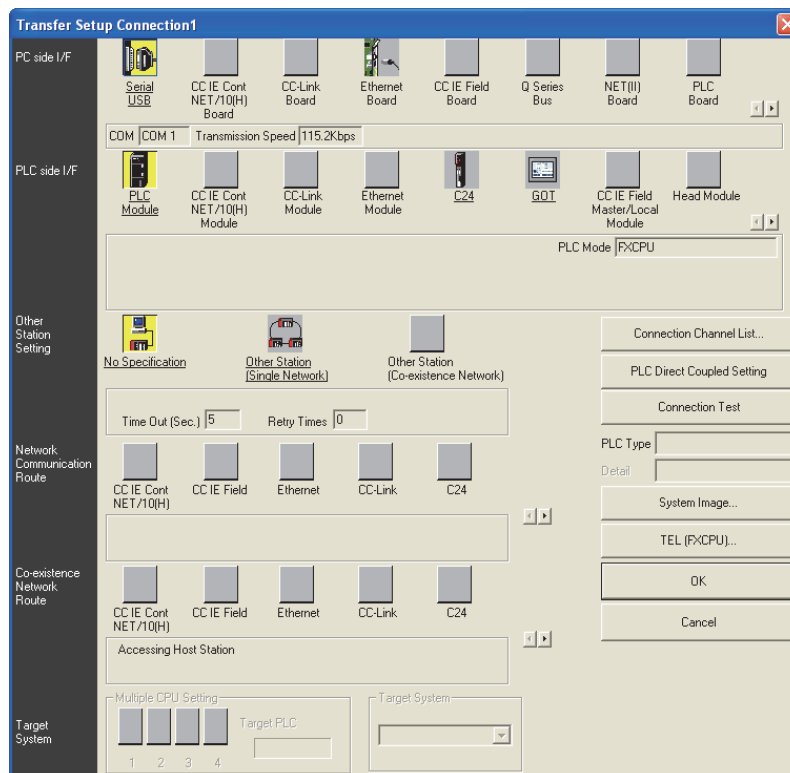 Transfer Setup Connection1
PC side I/F
Serial
USB
CC IE Cont
NET/10(H)
Board
CC-Link
Board
Ethernet
Board
CC IE Field
Board
Q Series
Bus
NET(II)
Board
PLC
Board
COM COM 1 Transmission Speed 115.2Kbps
PLC side I/F
PLC
Module
CC IE Cont
NET/10(H)
Module
CC-Link
Module
Ethernet
Module
C24
GOT
CC IE Field
Master/Local
Module
Head Module
PLC Mode FXCPU
Other
Station
Setting
No Specification
Other Station
(Single Network)
Other Station
(Co-existence Network)
Time Out (Sec.) 5 Retry Times 0
Connection Channel List...
PLC Direct Coupled Setting
Connection Test
PLC Type
Detail
System Image...
TEL (FXCPU)...
OK
Cancel
Network
Communication
Route
CC IE Cont
NET/10(H)
CC IE Field
Ethernet
CC-Link
C24
Co-existence
Network
Route
CC IE Cont
NET/10(H)
CC IE Field
Ethernet
CC-Link
C24
Accessing Host Station
Target
System
Multiple CPU Setting
1 2 3 4
Target PLC
Target System